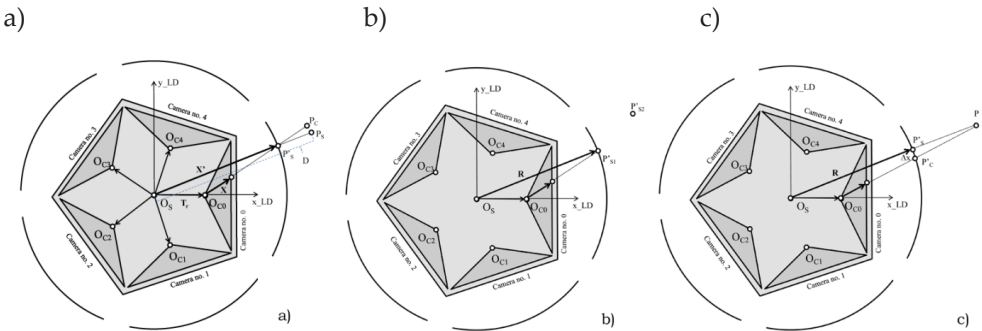 a)
b)
c)
y_LD
Camera no. 4
Camera no. 3
O_C4
O_C3
X'
P_C
P_S
P'_S
D
X
O_S
T_r
O_C0
x_LD
Camera no. 0
O_C2
O_C1
Camera no. 2
Camera no. 1
a)
y_LD
Camera no. 4
Camera no. 3
O_C4
O_C3
P'_S2
P'_S1
R
O_S
O_C0
x_LD
Camera no. 0
O_C2
O_C1
Camera no. 2
Camera no. 1
b)
y_LD
Camera no. 4
Camera no. 3
O_C4
O_C3
P
P'_S
Δx
P'_C
R
O_S
O_C0
x_LD
Camera no. 0
O_C2
O_C1
Camera no. 2
Camera no. 1
c)